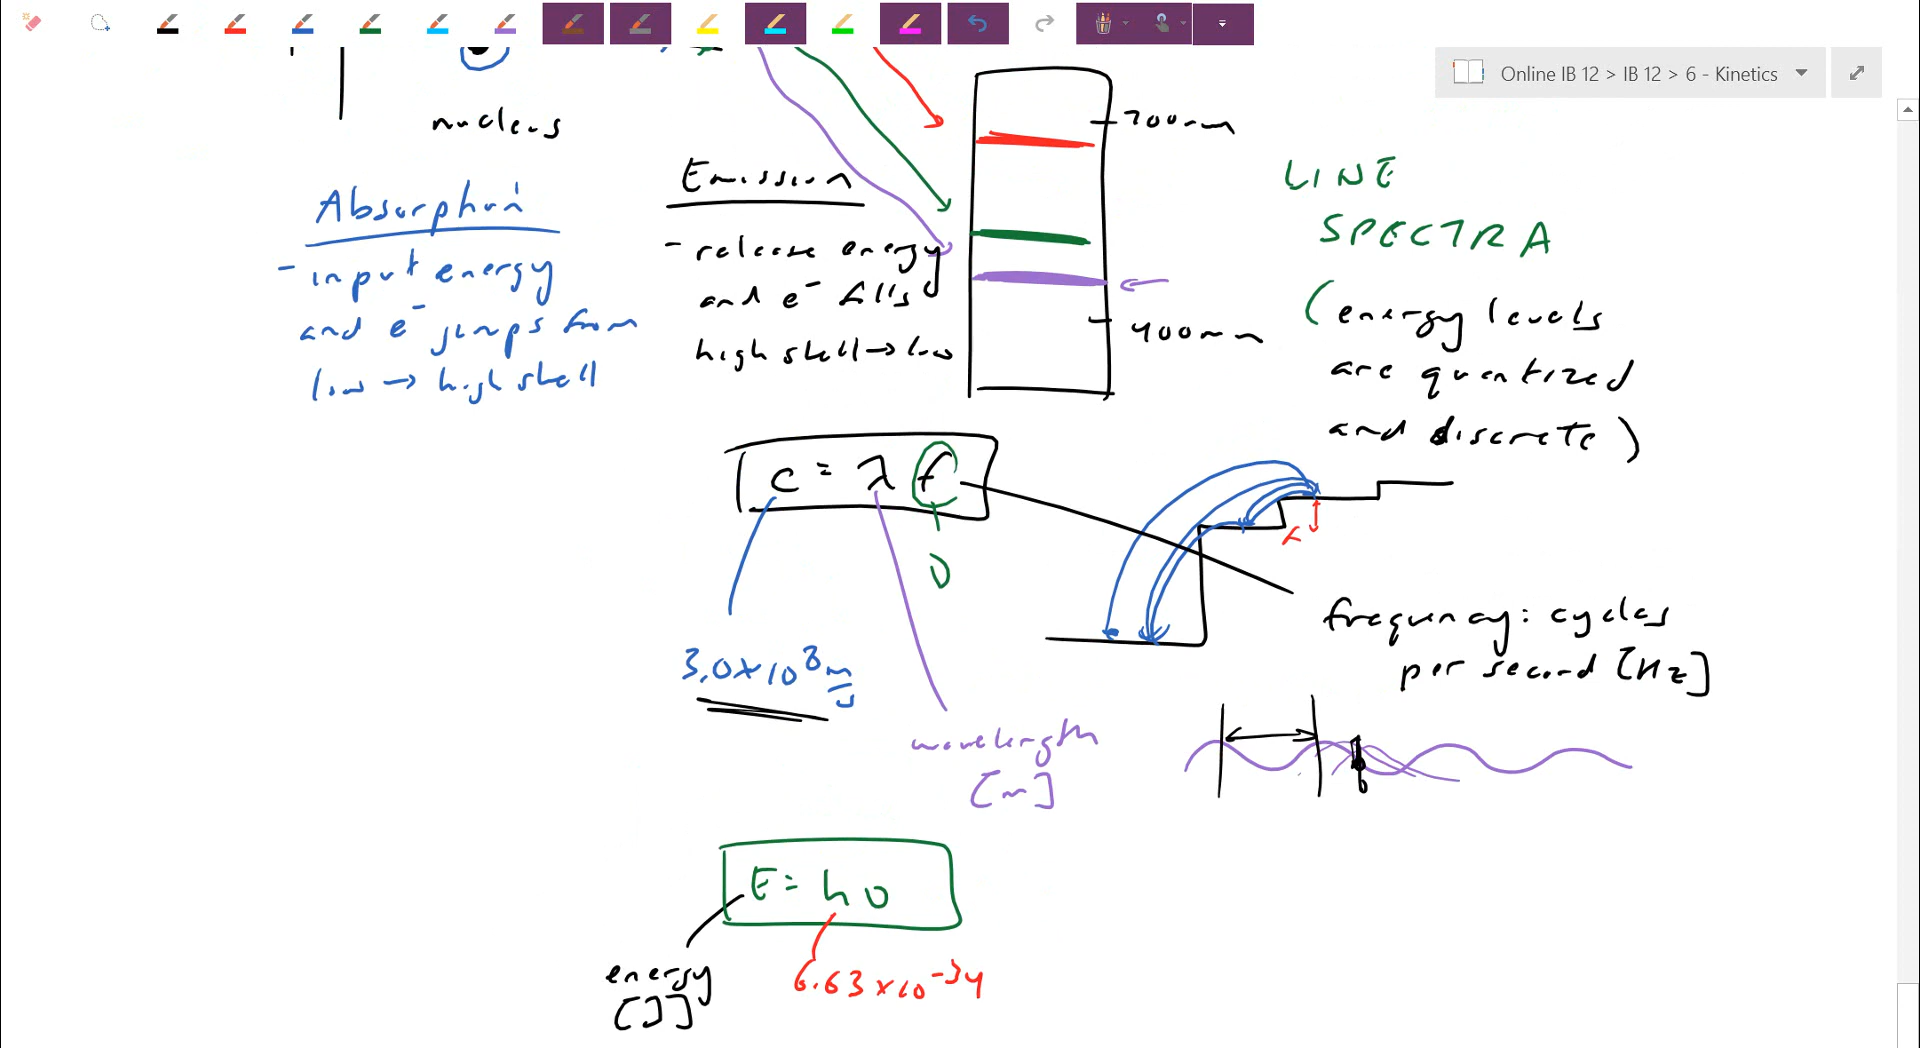 Online IB 12 > IB 12 > 6 - Kinetics
nucleus
700nm
Emission
LINE
SPECTRA
Absorption
- input energy
and e⁻ jumps from
low → high shell
- release energy
and e⁻ falls
high shell → low
400nm
(energy levels
are quantized
and discrete)
c = λ f
ν
3.0 × 10⁸ m/s
frequency: cycles
per second [Hz]
wavelength
[m]
E = hν
energy
[J]
6.63 × 10⁻³⁴